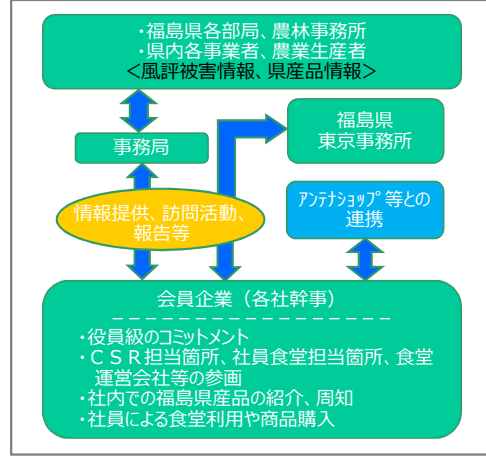 ・福島県各部局、農林事務所
・県内各事業者、農業生産者
＜風評被害情報、県産品情報＞
事務局
福島県
東京事務所
情報提供、訪問活動、
報告等
ｱﾝﾃﾅｼｮｯﾌﾟ等との
連携
会員企業（各社幹事）
－－－－－－－－－－－－－－－－－
・役員級のコミットメント
・ＣＳＲ担当箇所、社員食堂担当箇所、食堂
運営会社等の参画
・社内での福島県産品の紹介、周知
・社員による食堂利用や商品購入